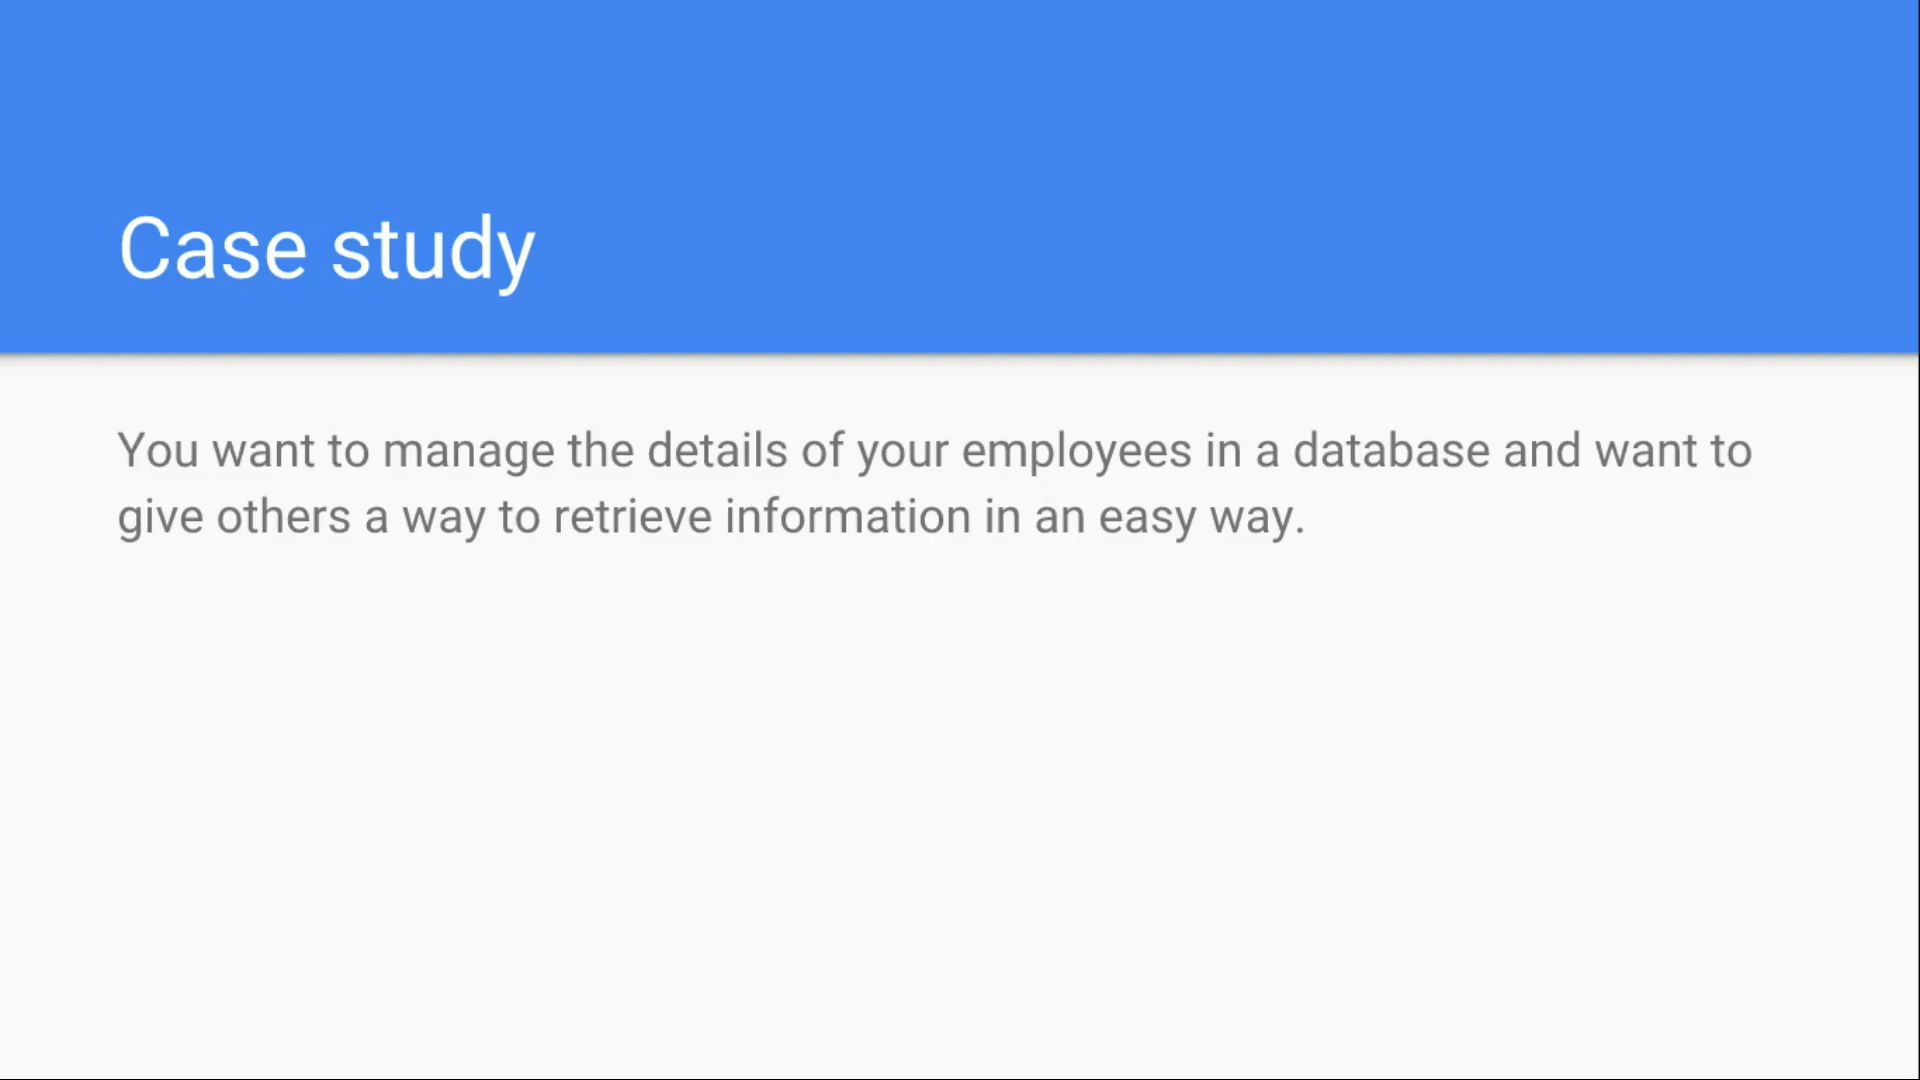 Case study
You want to manage the details of your employees in a database and want to
give others a way to retrieve information in an easy way.